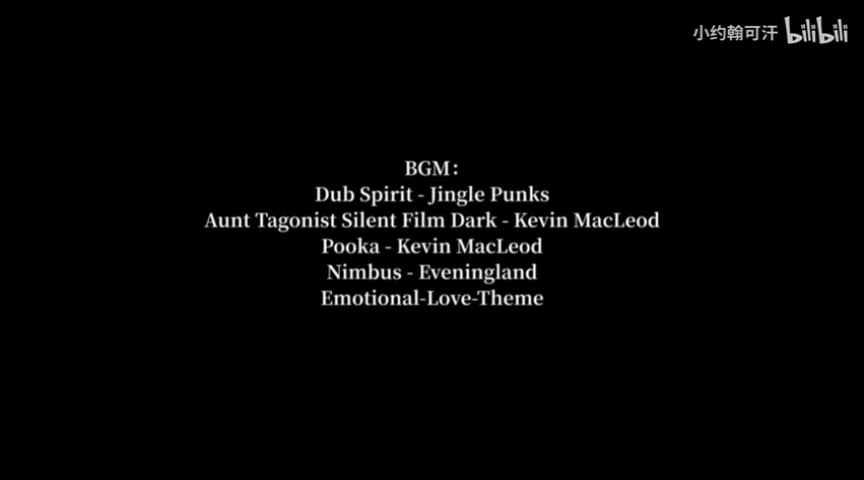 小约翰可汗 bilibili
BGM：
Dub Spirit - Jingle Punks
Aunt Tagonist Silent Film Dark - Kevin MacLeod
Pooka - Kevin MacLeod
Nimbus - Eveningland
Emotional-Love-Theme